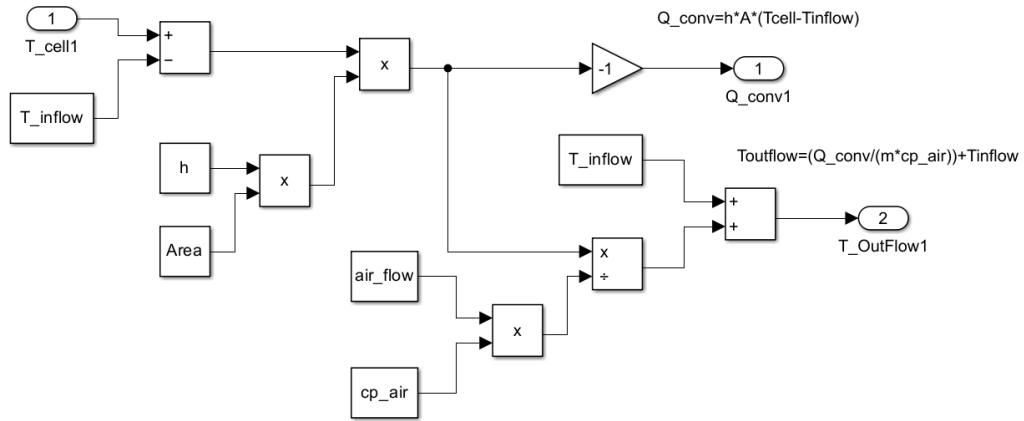 1
T_cell1
+
−
T_inflow
x
Q_conv=h*A*(Tcell-Tinflow)
-1
1
Q_conv1
h
x
Area
T_inflow
Toutflow=(Q_conv/(m*cp_air))+Tinflow
+
+
2
T_OutFlow1
x
÷
air_flow
x
cp_air